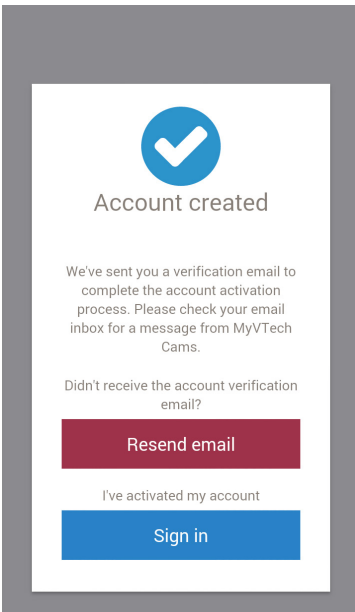 Account created
We've sent you a verification email to
complete the account activation
process. Please check your email
inbox for a message from MyVTech
Cams.
Didn't receive the account verification
email?
Resend email
I've activated my account
Sign in